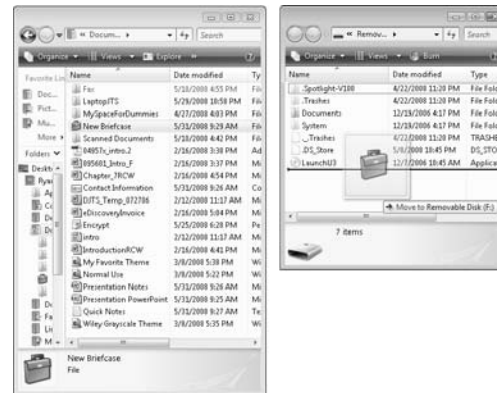 « Docum... ▸
Search
Organize Views Explore »
Favorite Lin
Name Date modified Ty
Doc...
Pict...
Mu...
More
Folders
Deskt
Fax 5/18/2008 4:55 PM
LaptopJTS 5/29/2008 10:58 PM
MySpaceForDummies 4/27/2008 4:03 PM
New Briefcase 5/31/2008 9:29 AM
Scanned Documents 5/10/2008 4:42 PM
04957x_intro.2 2/16/2008 3:38 PM Ad
095601_Intro_F 2/16/2008 3:37 PM
Chapter_7RCW 2/16/2008 4:54 PM
Contact Information 5/31/2008 9:26 AM Co
DJTS_Temp_072786 2/12/2008 11:17 AM
eDiscoveryInvoice 2/16/2008 5:04 PM
Encrypt 5/25/2008 6:28 PM Pe
intro 2/12/2008 11:17 AM
IntroductionRCW 2/16/2008 4:41 PM
My Favorite Theme 3/8/2008 5:38 PM
Normal Use 3/8/2008 5:22 PM
Presentation Notes 5/31/2008 9:26 AM
Presentation PowerPoint 5/31/2008 9:25 AM
Quick Notes 5/31/2008 9:27 AM Te
Wiley Grayscale Theme 3/8/2008 5:35 PM
New Briefcase
File
« Remov... ▸
Search
Organize Views Burn
Name Date modified Type
.Spotlight-V100 4/22/2008 11:20 PM File Fold
.Trashes 4/22/2008 11:20 PM File Fold
Documents 12/19/2006 4:17 PM File Fold
System 12/19/2006 4:17 PM File Fold
._.Trashes 4/22/2008 11:20 PM TRASHE
.DS_Store 5/8/2008 10:45 PM DS_STO
LaunchU3 10:45 AM Applica
Move to Removable Disk (F:)
7 items